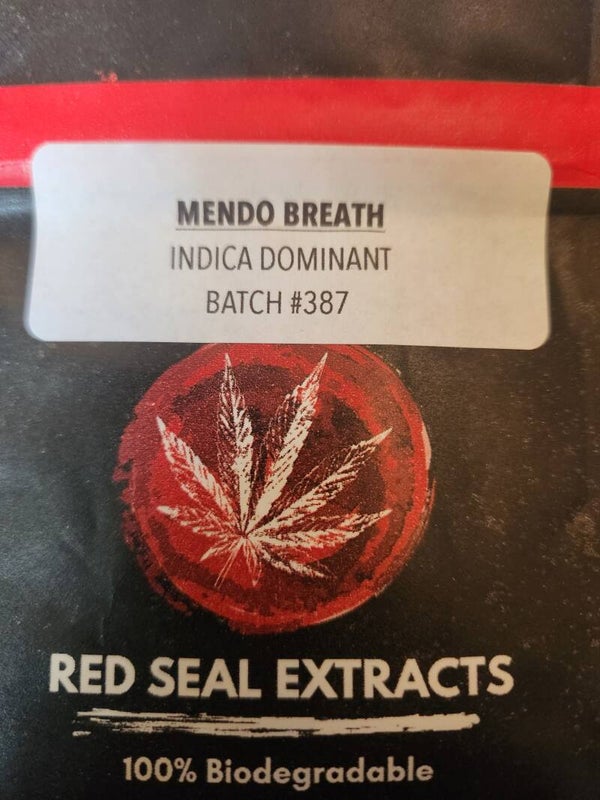 MENDO BREATH
INDICA DOMINANT
BATCH #387
RED SEAL EXTRACTS
100% Biodegradable